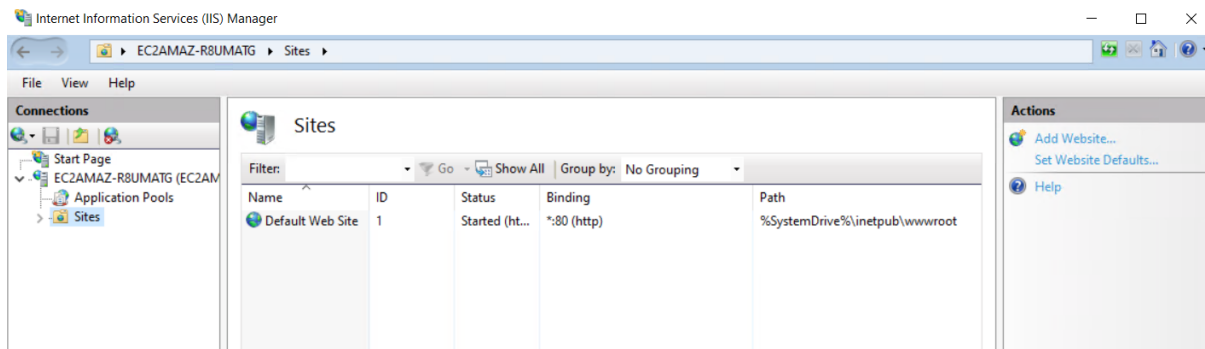 Internet Information Services (IIS) Manager
EC2AMAZ-R8UMATG Sites
File View Help
Connections
Start Page
EC2AMAZ-R8UMATG (EC2AM
Application Pools
Sites
Sites
Filter: Go Show All Group by: No Grouping
Name ID Status Binding Path
Default Web Site 1 Started (ht... *:80 (http) %SystemDrive%\inetpub\wwwroot
Actions
Add Website...
Set Website Defaults...
Help